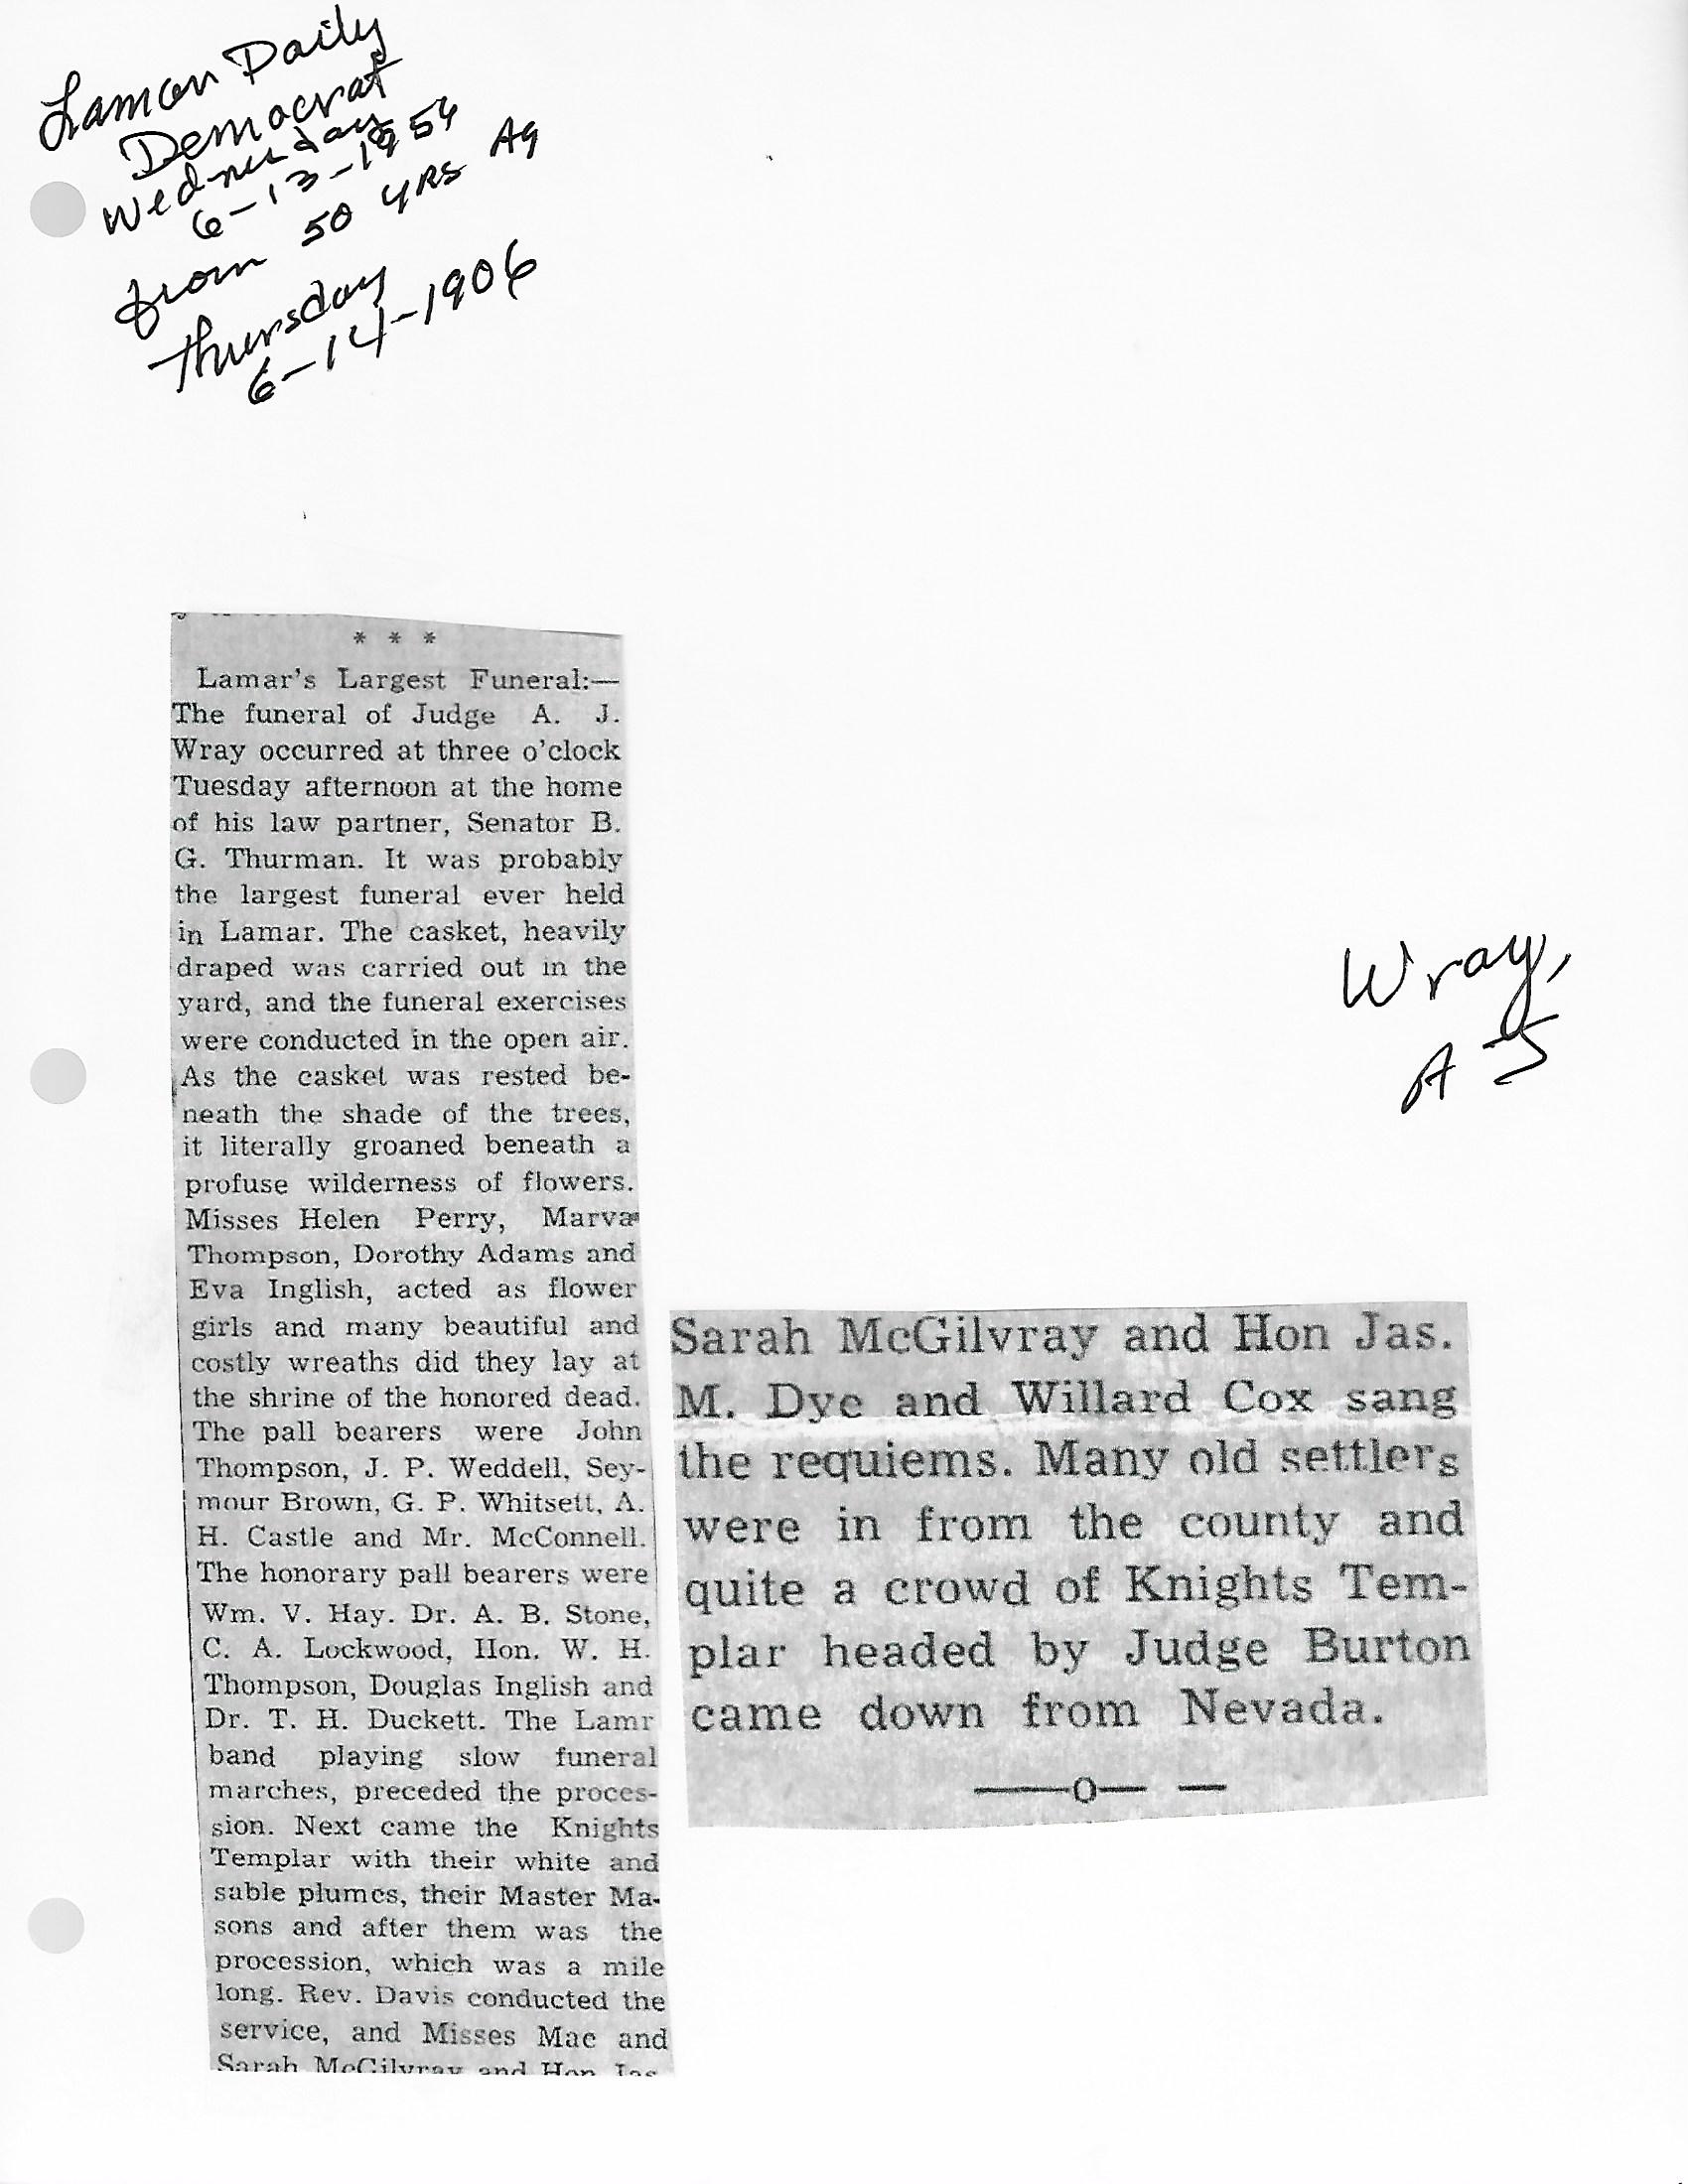 Lamar Daily
Democrat
Wednesday
6-13-1956
from 50 YRS Ag
Thursday
6-14-1906
* * *
Lamar's Largest Funeral:—
The funeral of Judge A. J.
Wray occurred at three o'clock
Tuesday afternoon at the home
of his law partner, Senator B.
G. Thurman. It was probably
the largest funeral ever held
in Lamar. The casket, heavily
draped was carried out in the
yard, and the funeral exercises
were conducted in the open air.
As the casket was rested be-
neath the shade of the trees,
it literally groaned beneath a
profuse wilderness of flowers.
Misses Helen Perry, Marva
Thompson, Dorothy Adams and
Eva Inglish, acted as flower
girls and many beautiful and
costly wreaths did they lay at
the shrine of the honored dead.
The pall bearers were John
Thompson, J. P. Weddell, Sey-
mour Brown, G. P. Whitsett, A.
H. Castle and Mr. McConnell.
The honorary pall bearers were
Wm. V. Hay. Dr. A. B. Stone,
C. A. Lockwood, Hon. W. H.
Thompson, Douglas Inglish and
Dr. T. H. Duckett. The Lamr
band playing slow funeral
marches, preceded the proces-
sion. Next came the Knights
Templar with their white and
sable plumes, their Master Ma-
sons and after them was the
procession, which was a mile
long. Rev. Davis conducted the
service, and Misses Mae and
Sarah McGilvray and Hon Jas.
Wray,
A J
Sarah McGilvray and Hon Jas.
M. Dye and Willard Cox sang
the requiems. Many old settlers
were in from the county and
quite a crowd of Knights Tem-
plar headed by Judge Burton
came down from Nevada.
——o— —